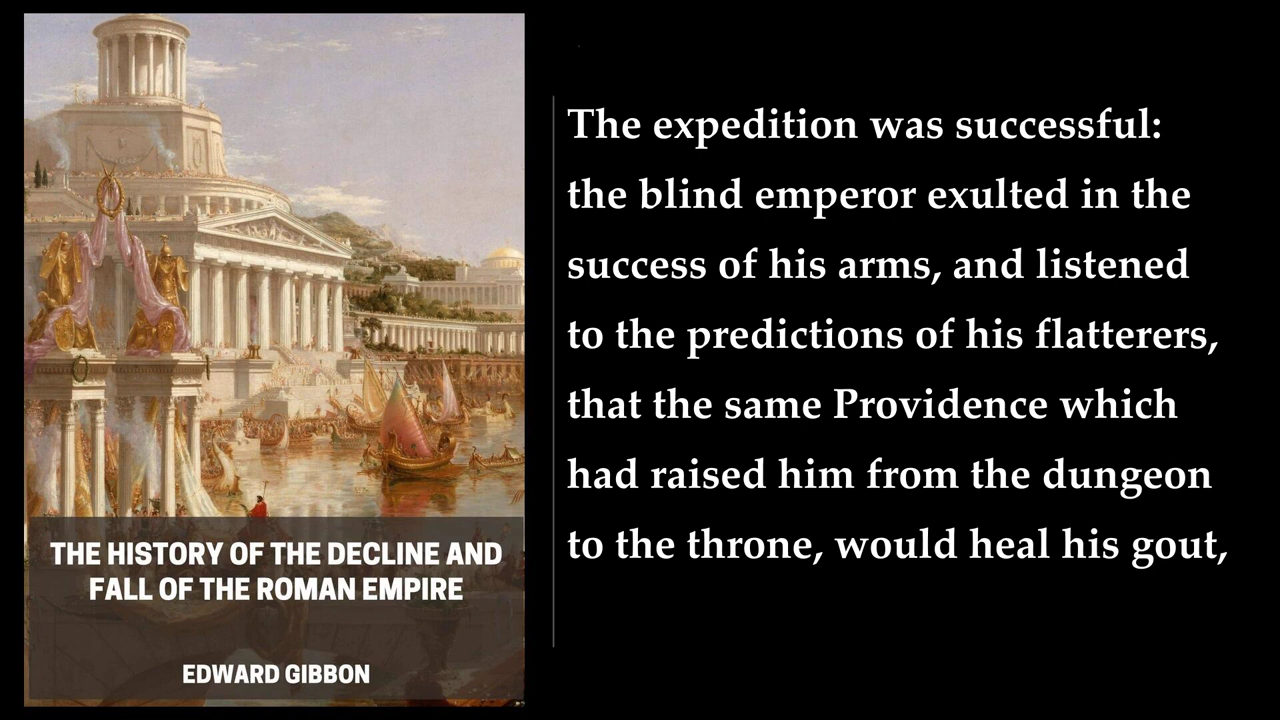 THE HISTORY OF THE DECLINE AND
FALL OF THE ROMAN EMPIRE
EDWARD GIBBON
The expedition was successful:
the blind emperor exulted in the
success of his arms, and listened
to the predictions of his flatterers,
that the same Providence which
had raised him from the dungeon
to the throne, would heal his gout,